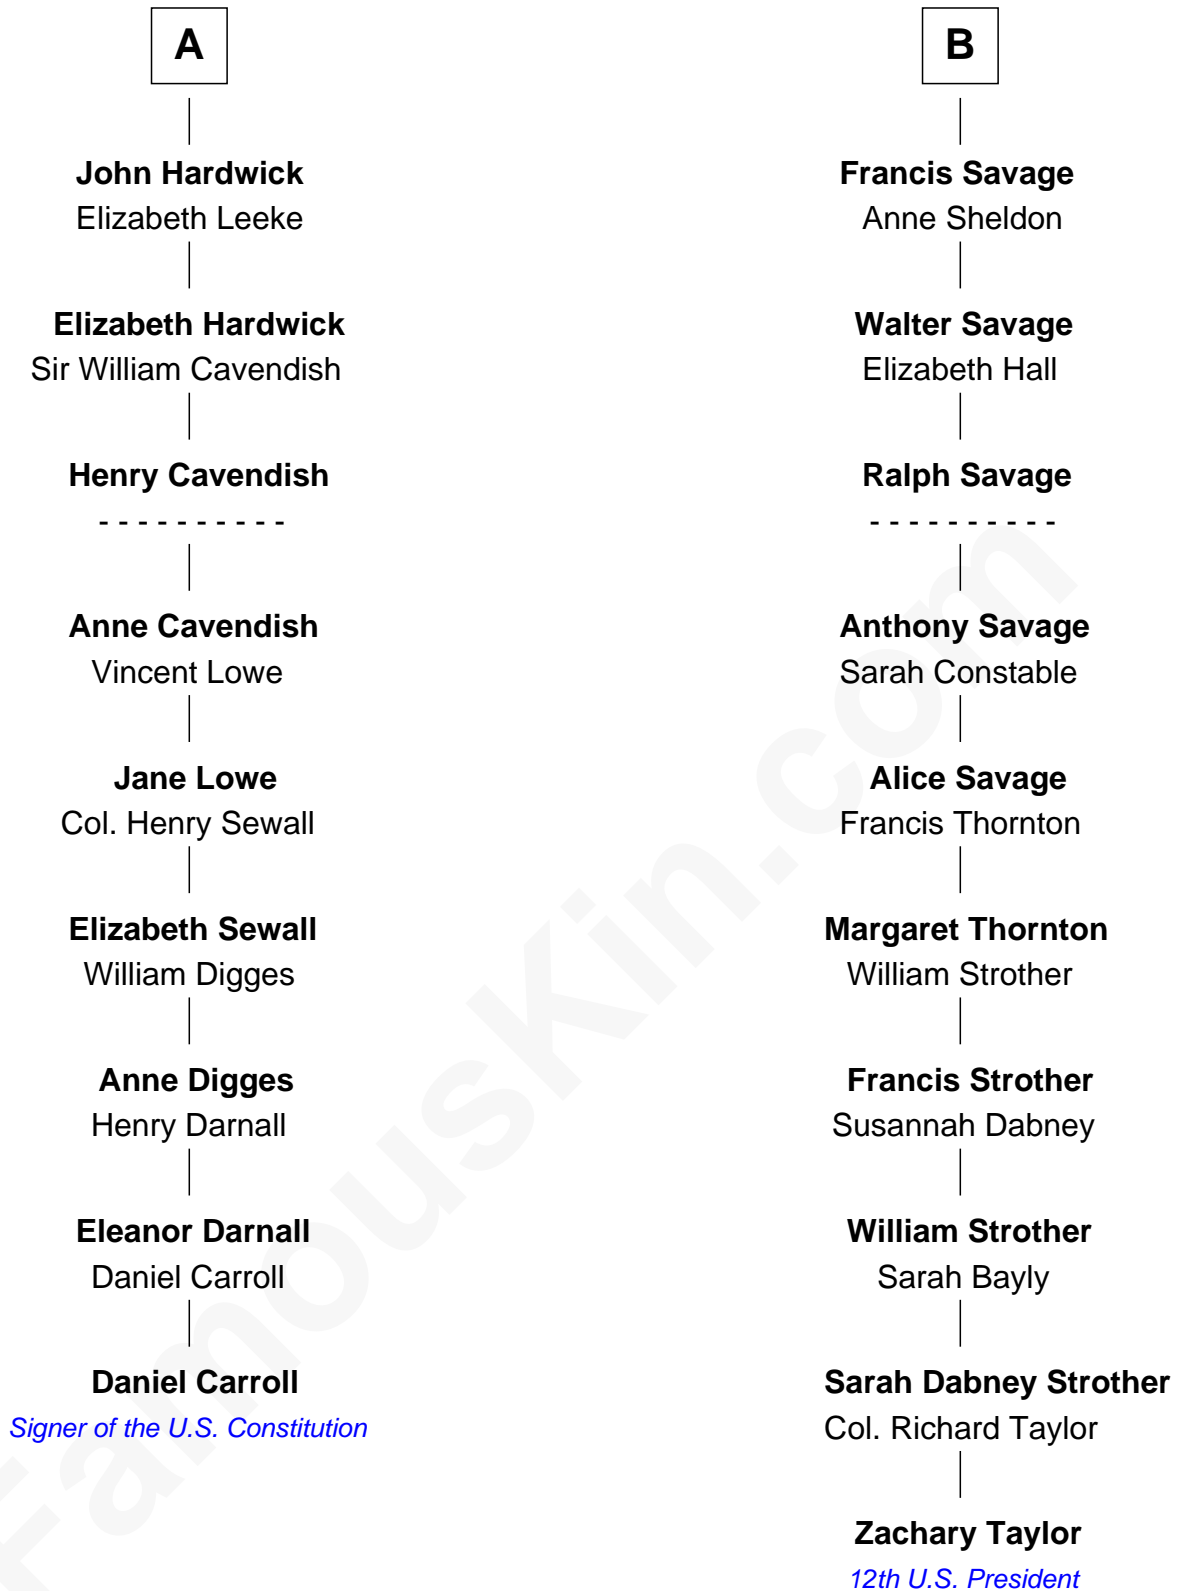 A
John Hardwick
Elizabeth Leeke
Elizabeth Hardwick
Sir William Cavendish
Henry Cavendish
- - - - - - - - - -
Anne Cavendish
Vincent Lowe
Jane Lowe
Col. Henry Sewall
Elizabeth Sewall
William Digges
Anne Digges
Henry Darnall
Eleanor Darnall
Daniel Carroll
Daniel Carroll
Signer of the U.S. Constitution
B
Francis Savage
Anne Sheldon
Walter Savage
Elizabeth Hall
Ralph Savage
- - - - - - - - - -
Anthony Savage
Sarah Constable
Alice Savage
Francis Thornton
Margaret Thornton
William Strother
Francis Strother
Susannah Dabney
William Strother
Sarah Bayly
Sarah Dabney Strother
Col. Richard Taylor
Zachary Taylor
12th U.S. President
FamousKin.com